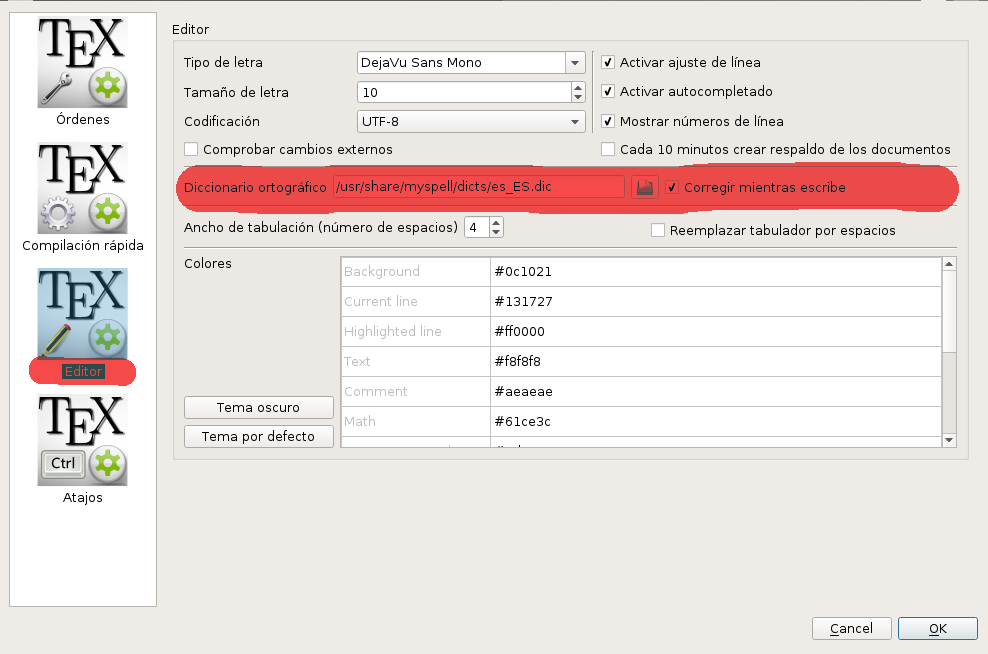 TEX
Órdenes
TEX
Compilación rápida
TEX
Editor
TEX
Ctrl
Atajos
Editor
Tipo de letra DejaVu Sans Mono Activar ajuste de línea
Tamaño de letra 10 Activar autocompletado
Codificación UTF-8 Mostrar números de línea
Comprobar cambios externos Cada 10 minutos crear respaldo de los documentos
Diccionario ortográfico /usr/share/myspell/dicts/es_ES.dic Corregir mientras escribe
Ancho de tabulación (número de espacios) 4 Reemplazar tabulador por espacios
Colores
Background #0c1021
Current line #131727
Highlighted line #ff0000
Text #f8f8f8
Comment #aeaeae
Math #61ce3c
Tema oscuro
Tema por defecto
Cancel OK